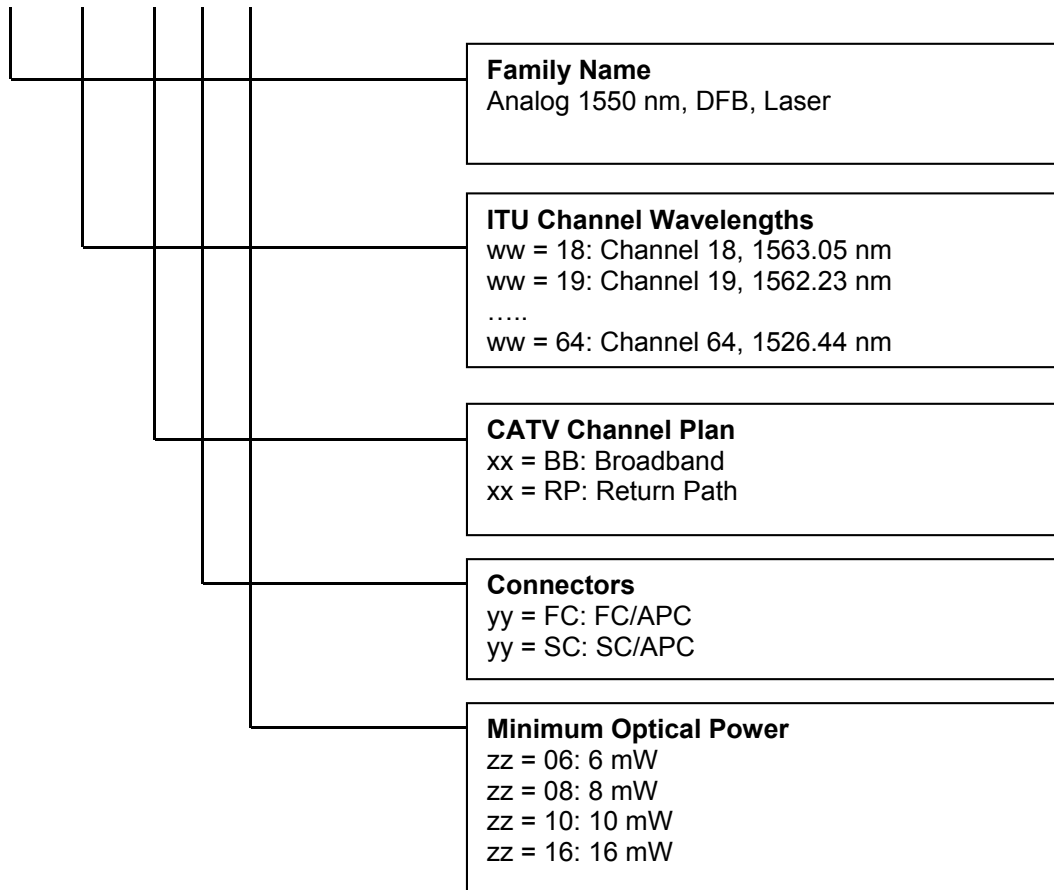 Family Name
Analog 1550 nm, DFB, Laser
ITU Channel Wavelengths
ww = 18: Channel 18, 1563.05 nm
ww = 19: Channel 19, 1562.23 nm
…..
ww = 64: Channel 64, 1526.44 nm
CATV Channel Plan
xx = BB: Broadband
xx = RP: Return Path
Connectors
yy = FC: FC/APC
yy = SC: SC/APC
Minimum Optical Power
zz = 06: 6 mW
zz = 08: 8 mW
zz = 10: 10 mW
zz = 16: 16 mW